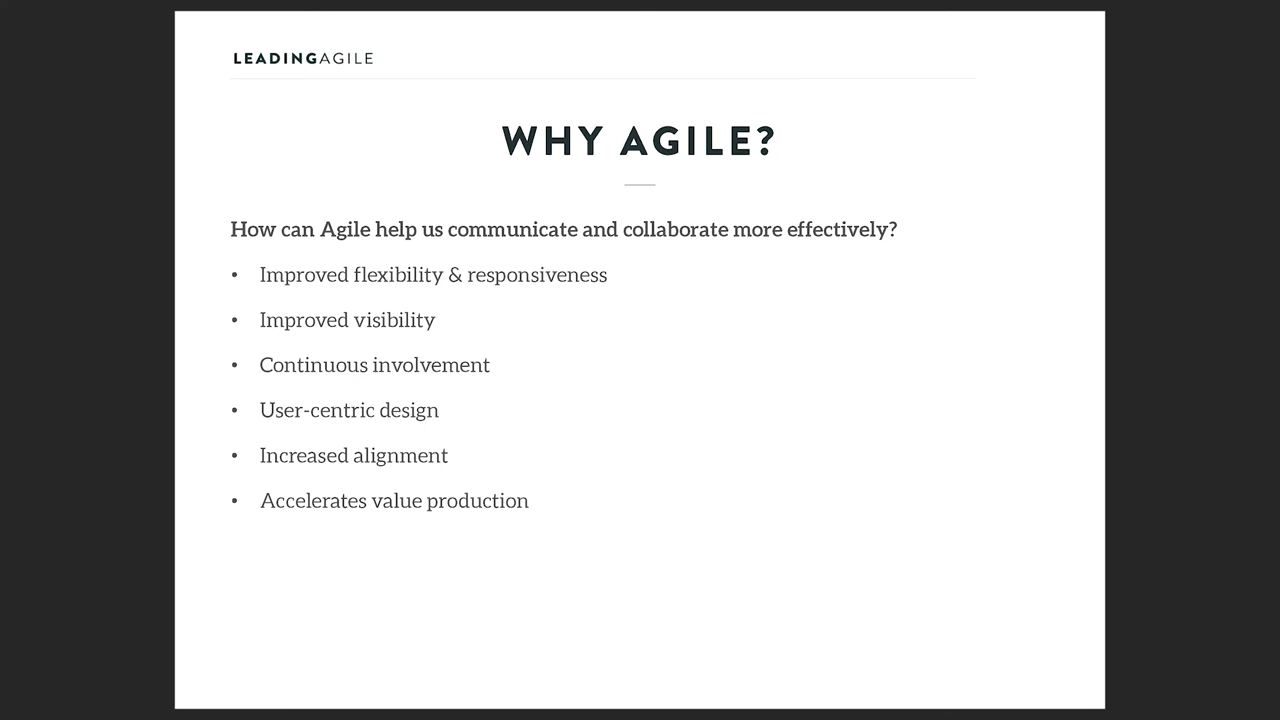 LEADINGAGILE
WHY AGILE?
How can Agile help us communicate and collaborate more effectively?
• Improved flexibility & responsiveness
• Improved visibility
• Continuous involvement
• User-centric design
• Increased alignment
• Accelerates value production